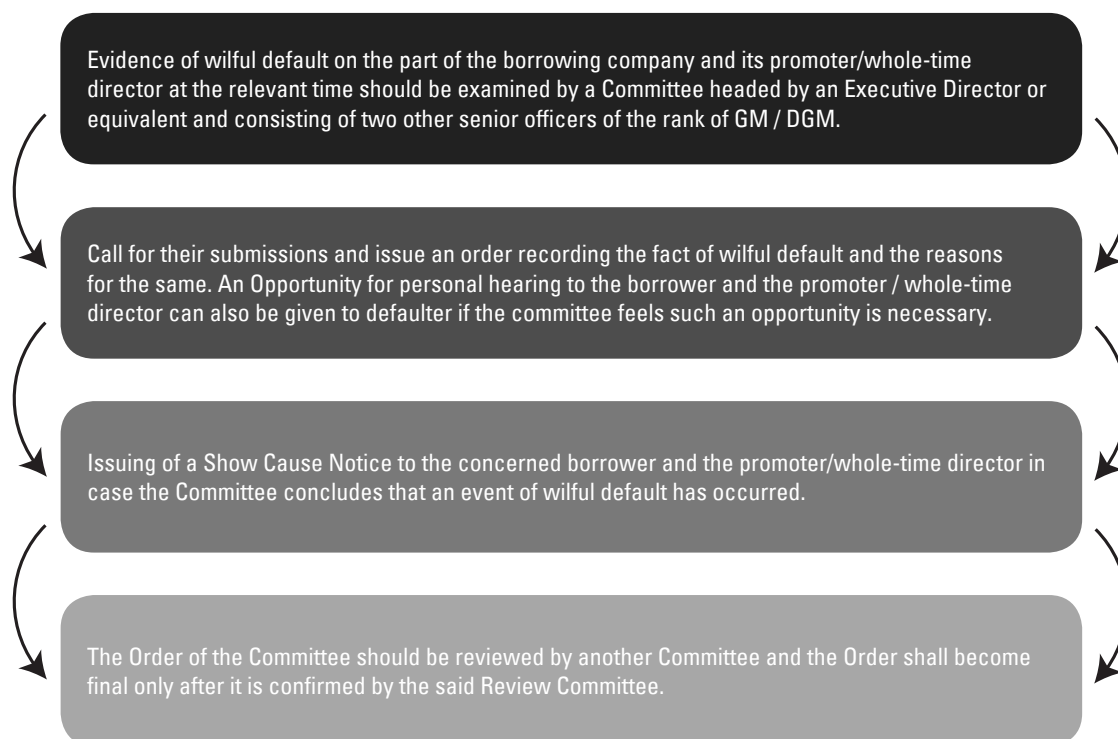 Evidence of wilful default on the part of the borrowing company and its promoter/whole-time
director at the relevant time should be examined by a Committee headed by an Executive Director or
equivalent and consisting of two other senior officers of the rank of GM / DGM.
Call for their submissions and issue an order recording the fact of wilful default and the reasons
for the same. An Opportunity for personal hearing to the borrower and the promoter / whole-time
director can also be given to defaulter if the committee feels such an opportunity is necessary.
Issuing of a Show Cause Notice to the concerned borrower and the promoter/whole-time director in
case the Committee concludes that an event of wilful default has occurred.
The Order of the Committee should be reviewed by another Committee and the Order shall become
final only after it is confirmed by the said Review Committee.